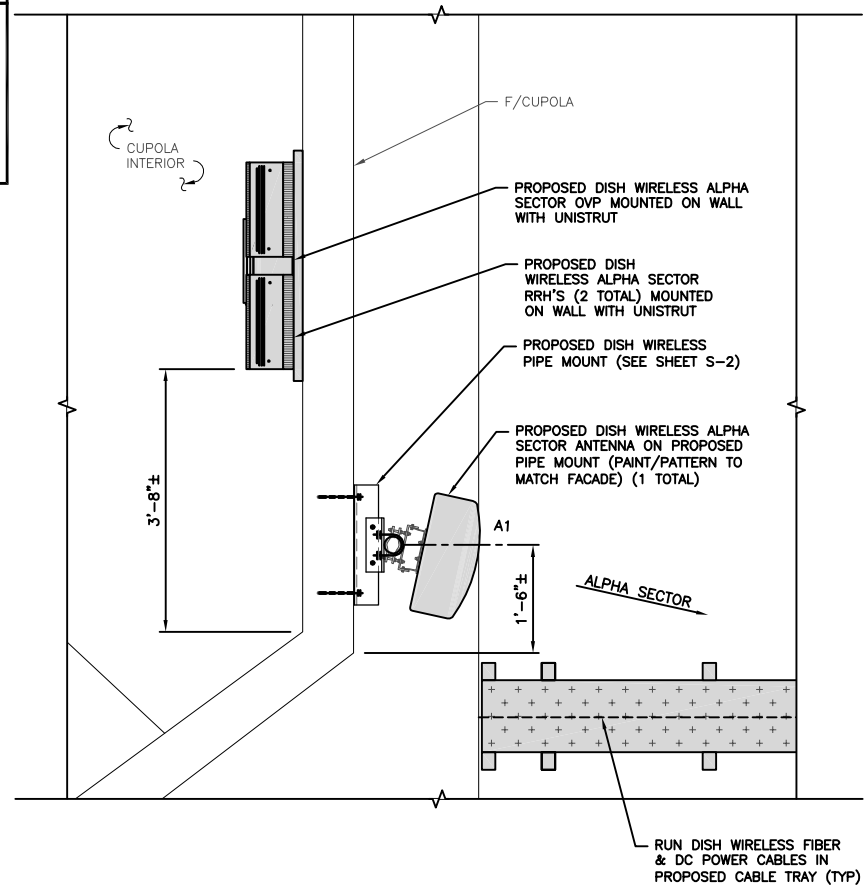 F/CUPOLA
CUPOLA
INTERIOR
PROPOSED DISH WIRELESS ALPHA
SECTOR OVP MOUNTED ON WALL
WITH UNISTRUT
PROPOSED DISH
WIRELESS ALPHA SECTOR
RRH'S (2 TOTAL) MOUNTED
ON WALL WITH UNISTRUT
PROPOSED DISH WIRELESS
PIPE MOUNT (SEE SHEET S-2)
PROPOSED DISH WIRELESS ALPHA
SECTOR ANTENNA ON PROPOSED
PIPE MOUNT (PAINT/PATTERN TO
MATCH FACADE) (1 TOTAL)
3'-8"±
A1
1'-6"±
ALPHA SECTOR
RUN DISH WIRELESS FIBER
& DC POWER CABLES IN
PROPOSED CABLE TRAY (TYP)